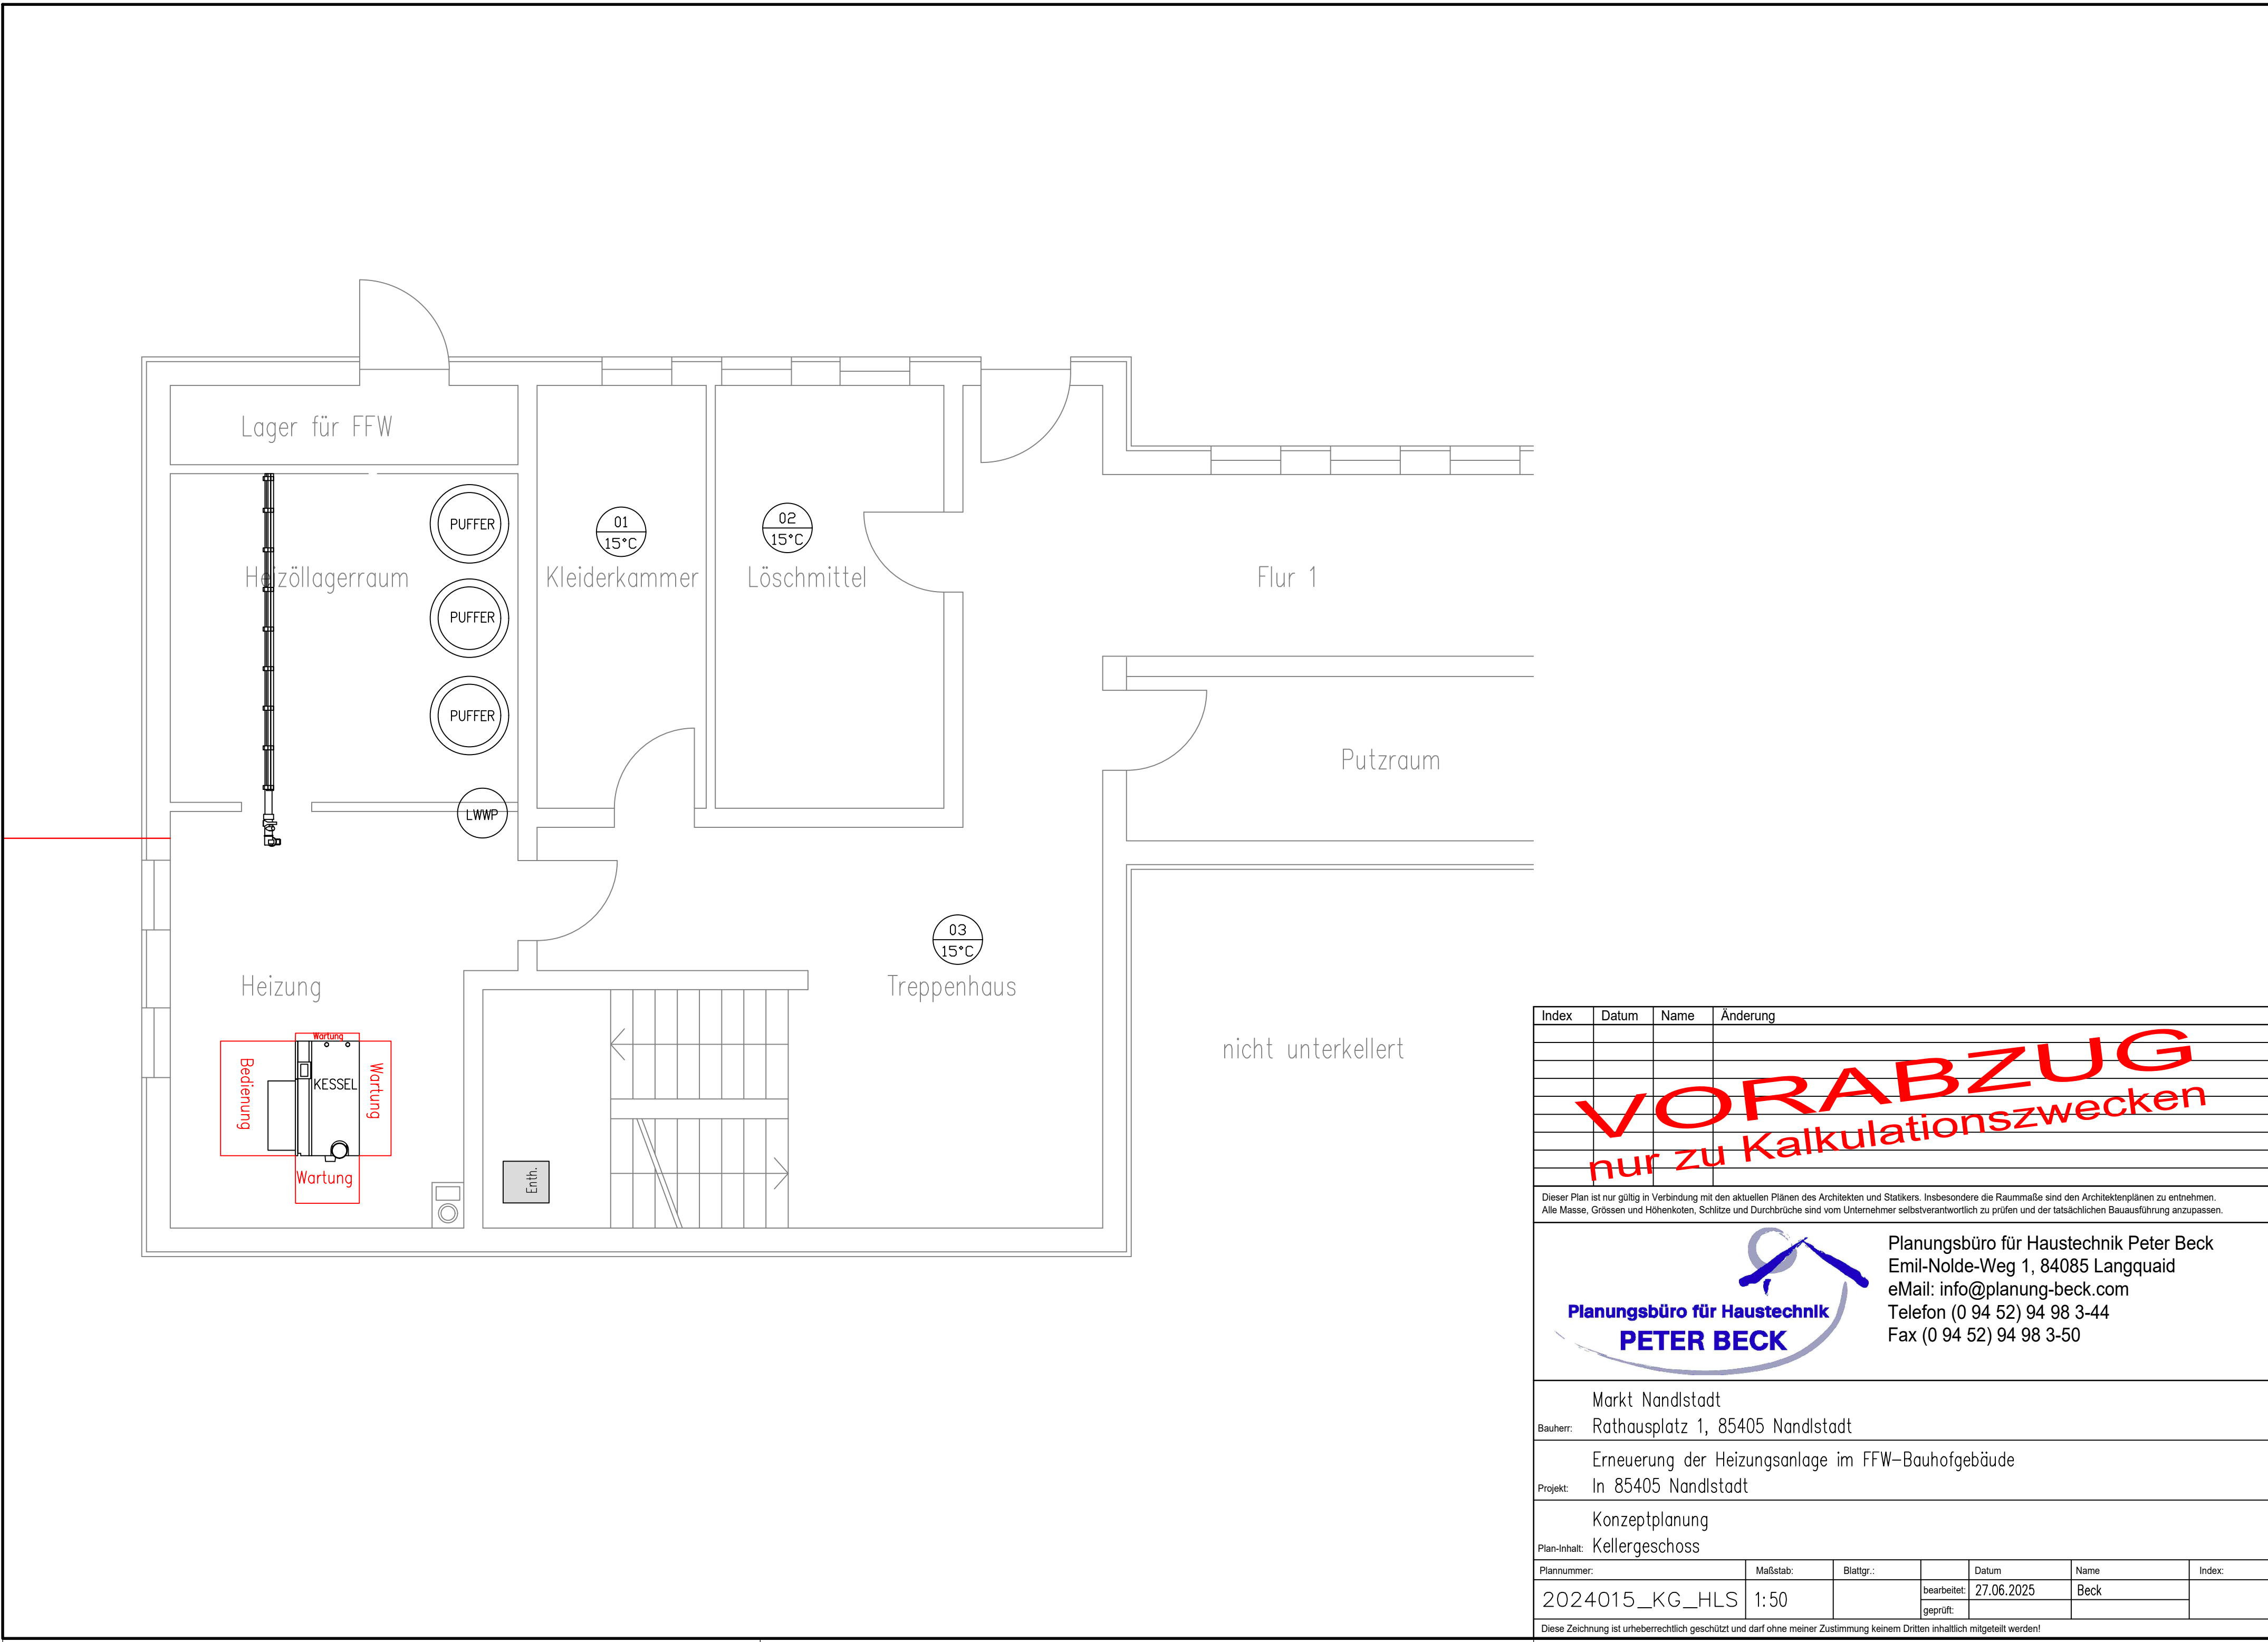 Lager für FFW
PUFFER
PUFFER
PUFFER
LWWP
Heizöllagerraum
01
15°C
Kleiderkammer
02
15°C
Löschmittel
Flur 1
Putzraum
03
15°C
Treppenhaus
Heizung
nicht unterkellert
Wartung
Bedienung
KESSEL
Wartung
Wartung
Enth.
Index Datum Name Änderung
VORABZUG
nur zu Kalkulationszwecken
Dieser Plan ist nur gültig in Verbindung mit den aktuellen Plänen des Architekten und Statikers. Insbesondere die Raummaße sind den Architektenplänen zu entnehmen.
Alle Masse, Grössen und Höhenkoten, Schlitze und Durchbrüche sind vom Unternehmer selbstverantwortlich zu prüfen und der tatsächlichen Bauausführung anzupassen.
Planungsbüro für Haustechnik
PETER BECK
Planungsbüro für Haustechnik Peter Beck
Emil-Nolde-Weg 1, 84085 Langquaid
eMail: info@planung-beck.com
Telefon (0 94 52) 94 98 3-44
Fax (0 94 52) 94 98 3-50
Markt Nandlstadt
Bauherr: Rathausplatz 1, 85405 Nandlstadt
Erneuerung der Heizungsanlage im FFW-Bauhofgebäude
Projekt: In 85405 Nandlstadt
Konzeptplanung
Plan-Inhalt: Kellergeschoss
Plannummer: Maßstab: Blattgr.: Datum Name Index:
2024015_KG_HLS 1:50 bearbeitet: 27.06.2025 Beck
geprüft:
Diese Zeichnung ist urheberrechtlich geschützt und darf ohne meiner Zustimmung keinem Dritten inhaltlich mitgeteilt werden!